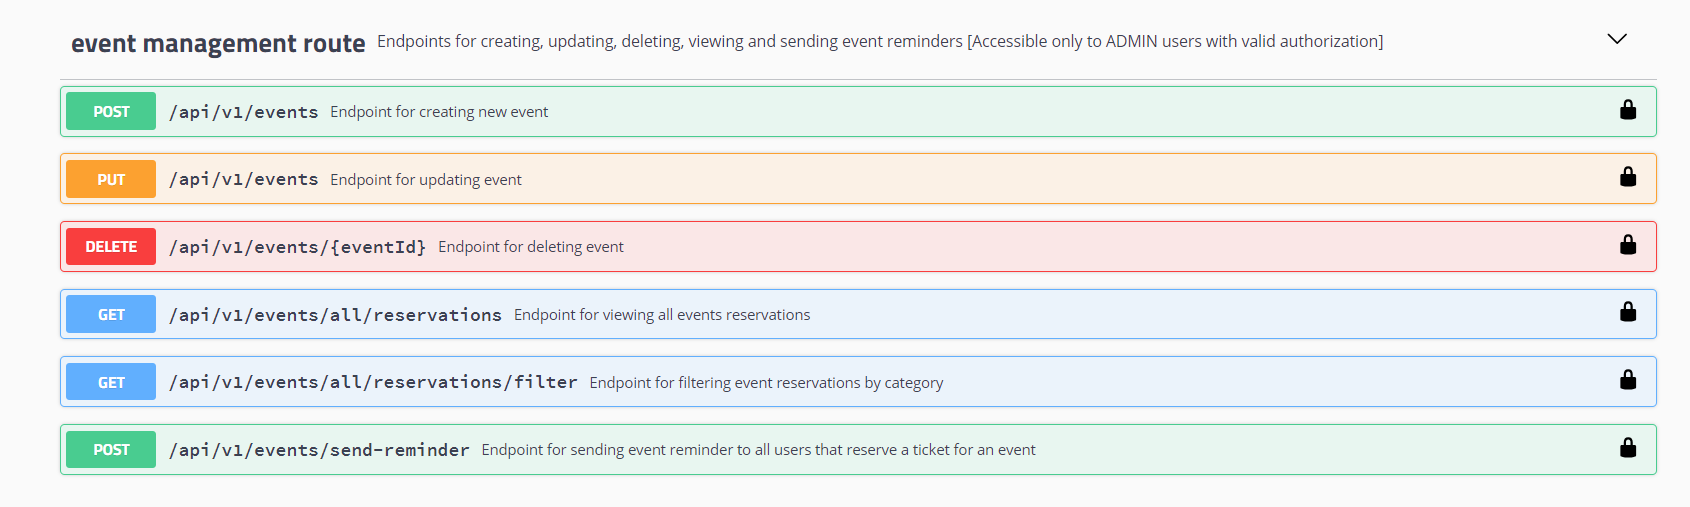 event management route Endpoints for creating, updating, deleting, viewing and sending event reminders [Accessible only to ADMIN users with valid authorization]
POST /api/v1/events Endpoint for creating new event
PUT /api/v1/events Endpoint for updating event
DELETE /api/v1/events/{eventId} Endpoint for deleting event
GET /api/v1/events/all/reservations Endpoint for viewing all events reservations
GET /api/v1/events/all/reservations/filter Endpoint for filtering event reservations by category
POST /api/v1/events/send-reminder Endpoint for sending event reminder to all users that reserve a ticket for an event